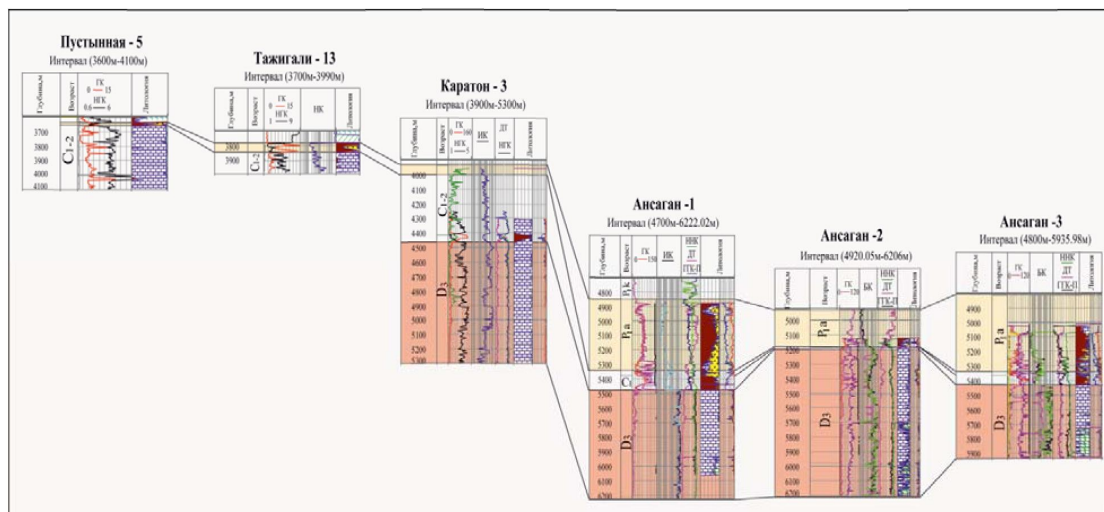 Пустынная - 5
Интервал (3600м-4100м)
Глубина,м
Возраст
ГК
0 15
НГК
0.6 6
Литология
3700
3800
3900
4000
4100
C1-2
Тажигали - 13
Интервал (3700м-3990м)
Глубина,м
Возраст
ГК
0 15
НГК
1 9
НК
Литология
3800
3900
C1-2
Каратон - 3
Интервал (3900м-5300м)
Глубина,м
Возраст
ГК
0 160
НГК
1 5
ИК
ДТ
НГК
Литология
4000
4100
4200
4300
4400
4500
4600
4700
4800
4900
5000
5100
5200
5300
C1-2
D3
Ансаган -1
Интервал (4700м-6222.02м)
Глубина,м
Возраст
ГК
0 150
ИК
ННК
ДТ
ГГК-П
Литология
4800
4900
5000
5100
5200
5300
5400
5500
5600
5700
5800
5900
6000
6100
6200
P1k
P1a
C1
D3
Ансаган -2
Интервал (4920.05м-6206м)
Глубина,м
Возраст
ГК
0 120
БК
ННК
ДТ
ГГК-П
Литология
5000
5100
5200
5300
5400
5500
5600
5700
5800
5900
6000
6100
6200
P1a
D3
Ансаган -3
Интервал (4800м-5935.98м)
Глубина,м
Возраст
ГК
0 120
БК
ННК
ДТ
ГГК-П
Литология
4900
5000
5100
5200
5300
5400
5500
5600
5700
5800
5900
P1a
D3